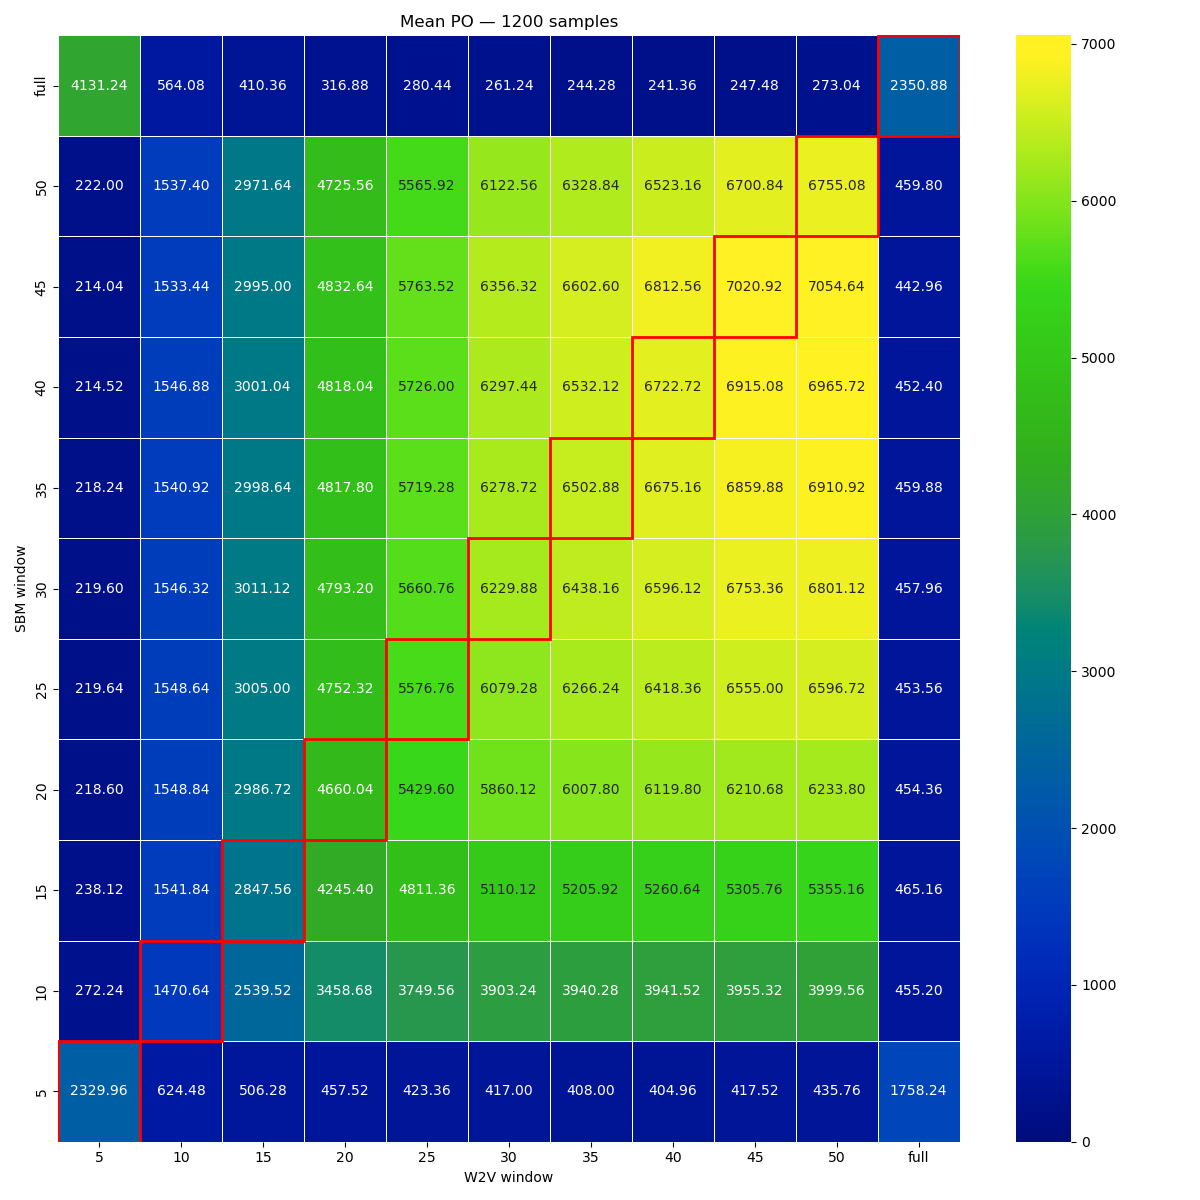 Mean PO — 1200 samples
full 4131.24 564.08 410.36 316.88 280.44 261.24 244.28 241.36 247.48 273.04 2350.88
50 222.00 1537.40 2971.64 4725.56 5565.92 6122.56 6328.84 6523.16 6700.84 6755.08 459.80
45 214.04 1533.44 2995.00 4832.64 5763.52 6356.32 6602.60 6812.56 7020.92 7054.64 442.96
40 214.52 1546.88 3001.04 4818.04 5726.00 6297.44 6532.12 6722.72 6915.08 6965.72 452.40
35 218.24 1540.92 2998.64 4817.80 5719.28 6278.72 6502.88 6675.16 6859.88 6910.92 459.88
30 219.60 1546.32 3011.12 4793.20 5660.76 6229.88 6438.16 6596.12 6753.36 6801.12 457.96
25 219.64 1548.64 3005.00 4752.32 5576.76 6079.28 6266.24 6418.36 6555.00 6596.72 453.56
20 218.60 1548.84 2986.72 4660.04 5429.60 5860.12 6007.80 6119.80 6210.68 6233.80 454.36
15 238.12 1541.84 2847.56 4245.40 4811.36 5110.12 5205.92 5260.64 5305.76 5355.16 465.16
10 272.24 1470.64 2539.52 3458.68 3749.56 3903.24 3940.28 3941.52 3955.32 3999.56 455.20
5 2329.96 624.48 506.28 457.52 423.36 417.00 408.00 404.96 417.52 435.76 1758.24
5 10 15 20 25 30 35 40 45 50 full
W2V window
SBM window
7000
6000
5000
4000
3000
2000
1000
0